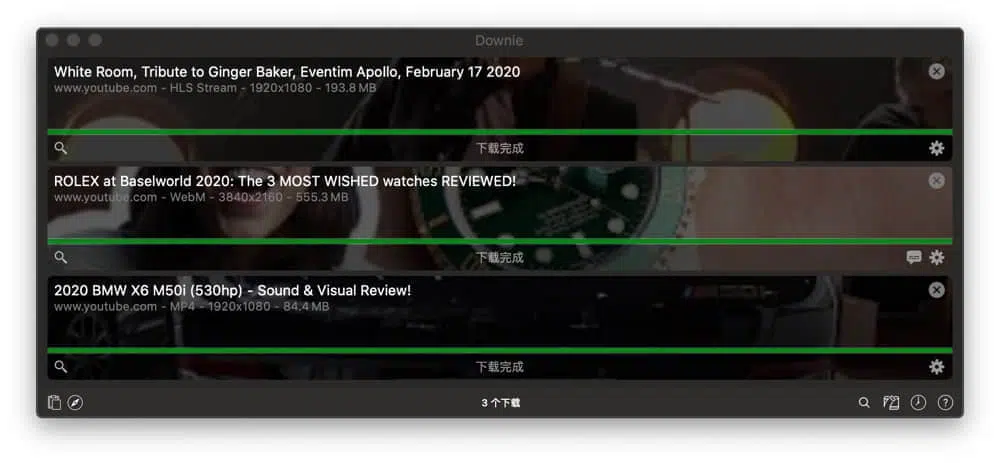 Downie
White Room, Tribute to Ginger Baker, Eventim Apollo, February 17 2020
www.youtube.com - HLS Stream - 1920x1080 - 193.8 MB
下载完成
ROLEX at Baselworld 2020: The 3 MOST WISHED watches REVIEWED!
www.youtube.com - WebM - 3840x2160 - 555.3 MB
下载完成
2020 BMW X6 M50i (530hp) - Sound & Visual Review!
www.youtube.com - MP4 - 1920x1080 - 84.4 MB
下载完成
3 个下载